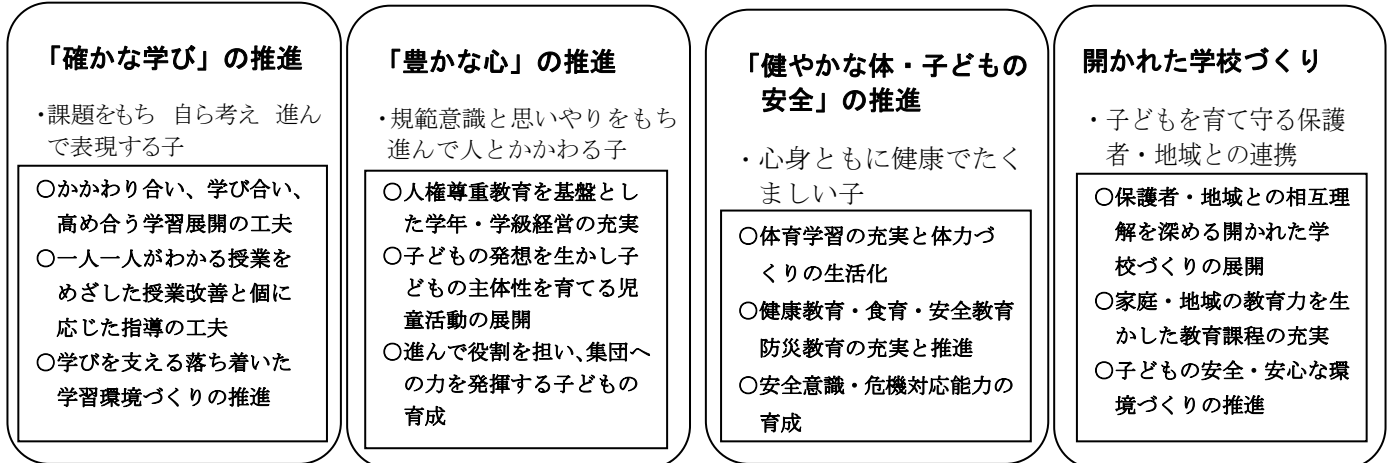 「確かな学び」の推進
・課題をもち 自ら考え 進ん
で表現する子
○かかわり合い、学び合い、
高め合う学習展開の工夫
○一人一人がわかる授業を
めざした授業改善と個に
応じた指導の工夫
○学びを支える落ち着いた
学習環境づくりの推進
「豊かな心」の推進
・規範意識と思いやりをもち
進んで人とかかわる子
○人権尊重教育を基盤とし
た学年・学級経営の充実
○子どもの発想を生かし子
どもの主体性を育てる児
童活動の展開
○進んで役割を担い、集団へ
の力を発揮する子どもの
育成
「健やかな体・子どもの
安全」の推進
・心身ともに健康でたく
ましい子
○体育学習の充実と体力づ
くりの生活化
○健康教育・食育・安全教育
防災教育の充実と推進
○安全意識・危機対応能力の
育成
開かれた学校づくり
・子どもを育て守る保護
者・地域との連携
○保護者・地域との相互理
解を深める開かれた学
校づくりの展開
○家庭・地域の教育力を生
かした教育課程の充実
○子どもの安全・安心な環
境づくりの推進